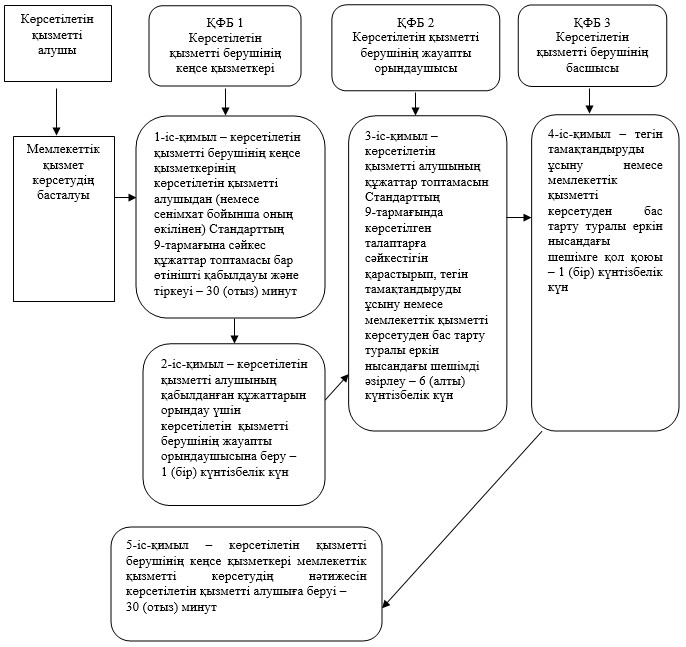 Көрсетілетін
қызметті
алушы
ҚФБ 1
Көрсетілетін
қызметті берушінің
кеңсе қызметкері
ҚФБ 2
Көрсетілетін қызметті
берушінің жауапты
орындаушысы
ҚФБ 3
Көрсетілетін
қызметті берушінің
басшысы
Мемлекеттік
қызмет
көрсетудің
басталуы
1-іс-қимыл – көрсетілетін
қызметті берушінің кеңсе
қызметкерінің
көрсетілетін қызметті
алушыдан (немесе
сенімхат бойынша оның
өкілінен) Стандарттың
9-тармағына сәйкес
құжаттар топтамасы бар
өтінішті қабылдауы және
тіркеуі – 30 (отыз) минут
2-іс-қимыл – көрсетілетін
қызметті алушының
қабылданған құжаттарын
орындау үшін
көрсетілетін қызметті
берушінің жауапты
орындаушысына беру –
1 (бір) күнтізбелік күн
3-іс-қимыл –
көрсетілетін
қызметті алушының
құжаттар топтамасын
Стандарттың
9-тармағында
көрсетілген
талаптарға
сәйкестігін
қарастырып, тегін
тамақтандыруды
ұсыну немесе
мемлекеттік қызметті
көрсетуден бас тарту
туралы еркін
нысандағы шешімді
әзірлеу – 6 (алты)
күнтізбелік күн
4-іс-қимыл – тегін
тамақтандыруды
ұсыну немесе
мемлекеттік
қызметті
көрсетуден бас
тарту туралы еркін
нысандағы
шешімге қол қоюы
– 1 (бір) күнтізбелік
күн
5-іс-қимыл – көрсетілетін қызметті
берушінің кеңсе қызметкері мемлекеттік
қызметті көрсетудің нәтижесін
көрсетілетін қызметті алушыға беруі –
30 (отыз) минут